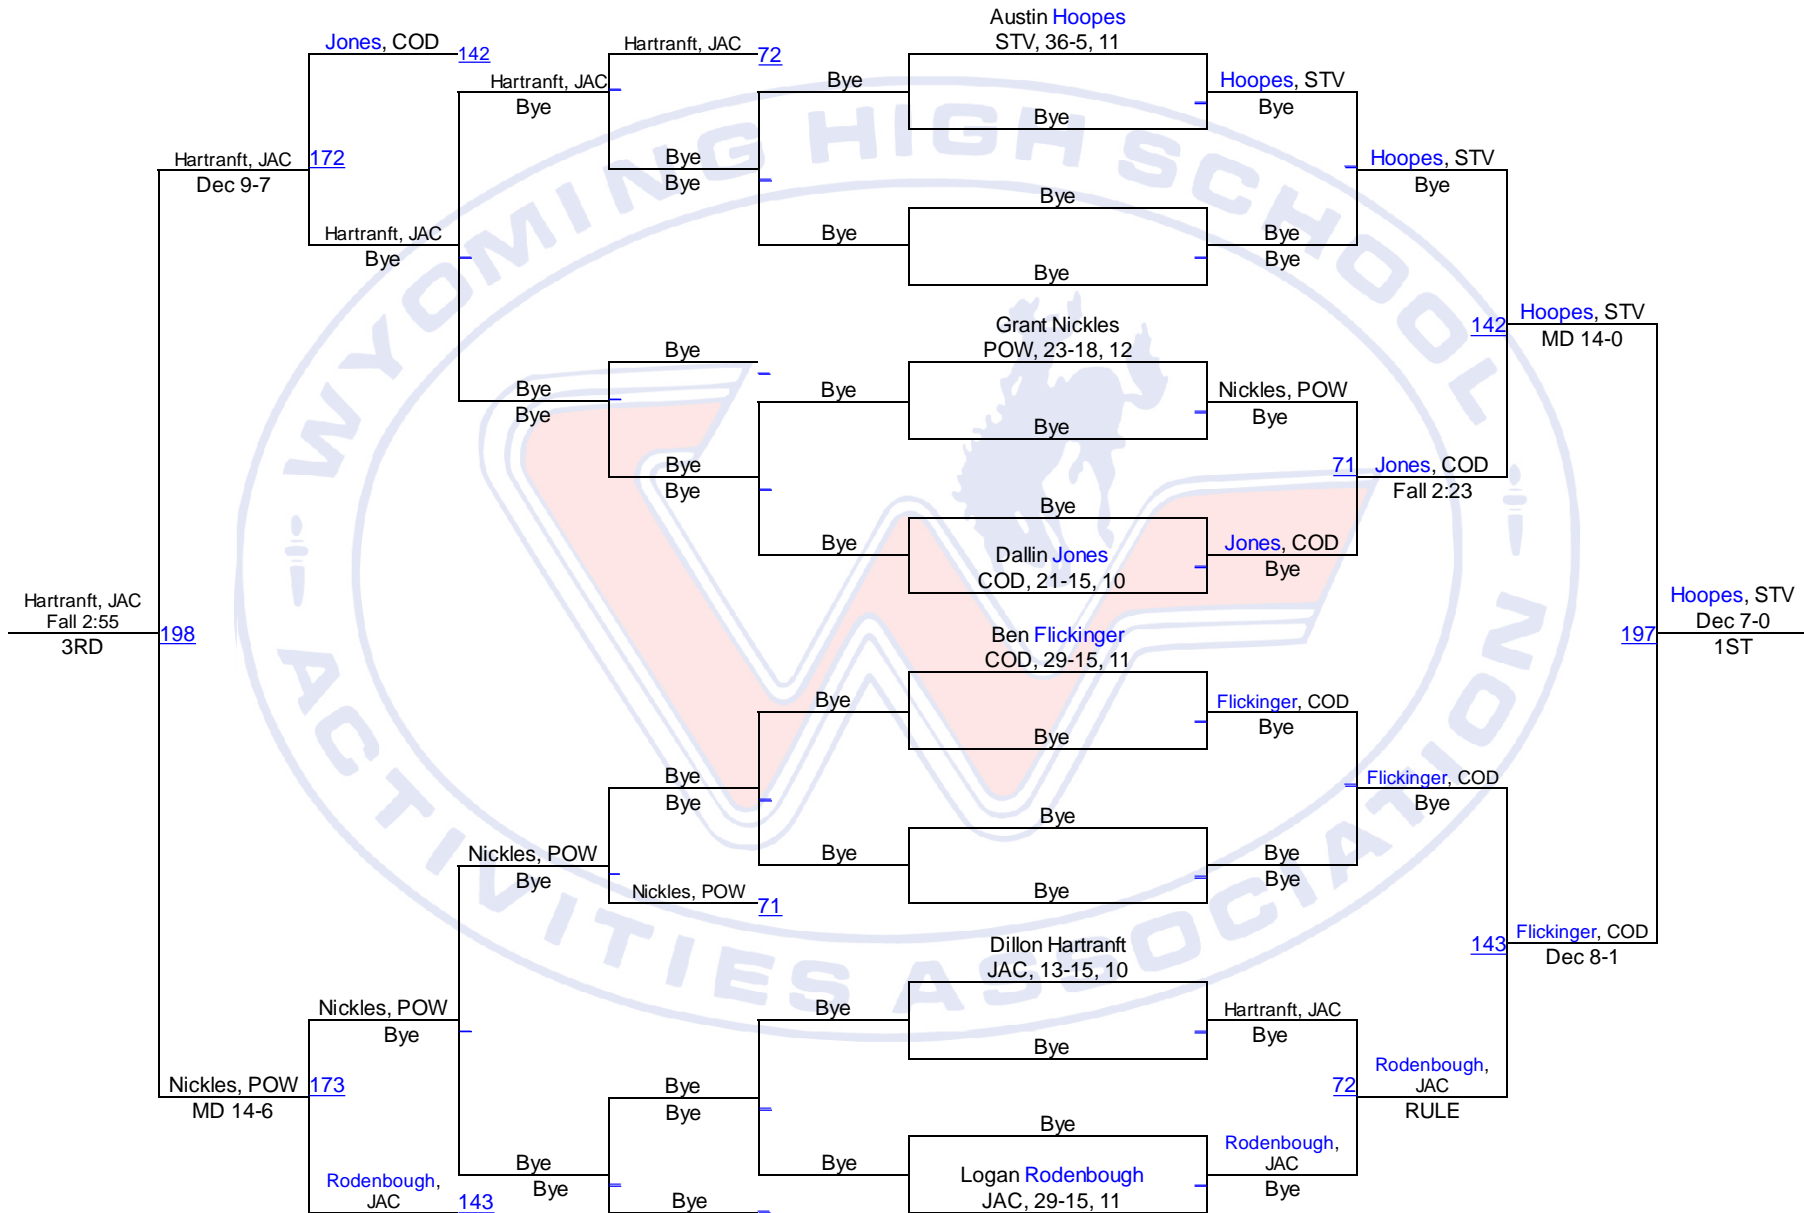 Austin Hoopes
STV, 36-5, 11
Jones, COD
142
Hartranft, JAC
72
Hartranft, JAC
Bye
Bye
Hoopes, STV
Bye
Bye
Hartranft, JAC
172
Dec 9-7
Bye
Bye
Hoopes, STV
Bye
Bye
Hartranft, JAC
Bye
Bye
Bye
Bye
Bye
Grant Nickles
POW, 23-18, 12
142
Hoopes, STV
MD 14-0
Bye
Bye
Bye
Bye
Nickles, POW
Bye
Bye
Bye
Bye
71
Jones, COD
Fall 2:23
Bye
Bye
Dallin Jones
COD, 21-15, 10
Jones, COD
Bye
Hartranft, JAC
Fall 2:55
3RD
198
Hoopes, STV
Dec 7-0
1ST
197
Ben Flickinger
COD, 29-15, 11
Bye
Flickinger, COD
Bye
Bye
Bye
Bye
Flickinger, COD
Bye
Bye
Nickles, POW
Bye
Bye
Bye
Bye
Bye
Nickles, POW
71
Dillon Hartranft
JAC, 13-15, 10
143
Flickinger, COD
Dec 8-1
Nickles, POW
Bye
Bye
Hartranft, JAC
Bye
Bye
Nickles, POW
173
MD 14-6
Bye
Bye
72
Rodenbough,
JAC
RULE
Bye
Bye
Bye
Bye
Logan Rodenbough
JAC, 29-15, 11
Rodenbough,
JAC
Bye
Rodenbough,
JAC
143
Bye
WYOMING HIGH SCHOOL
ACTIVITIES ASSOCIATION
W